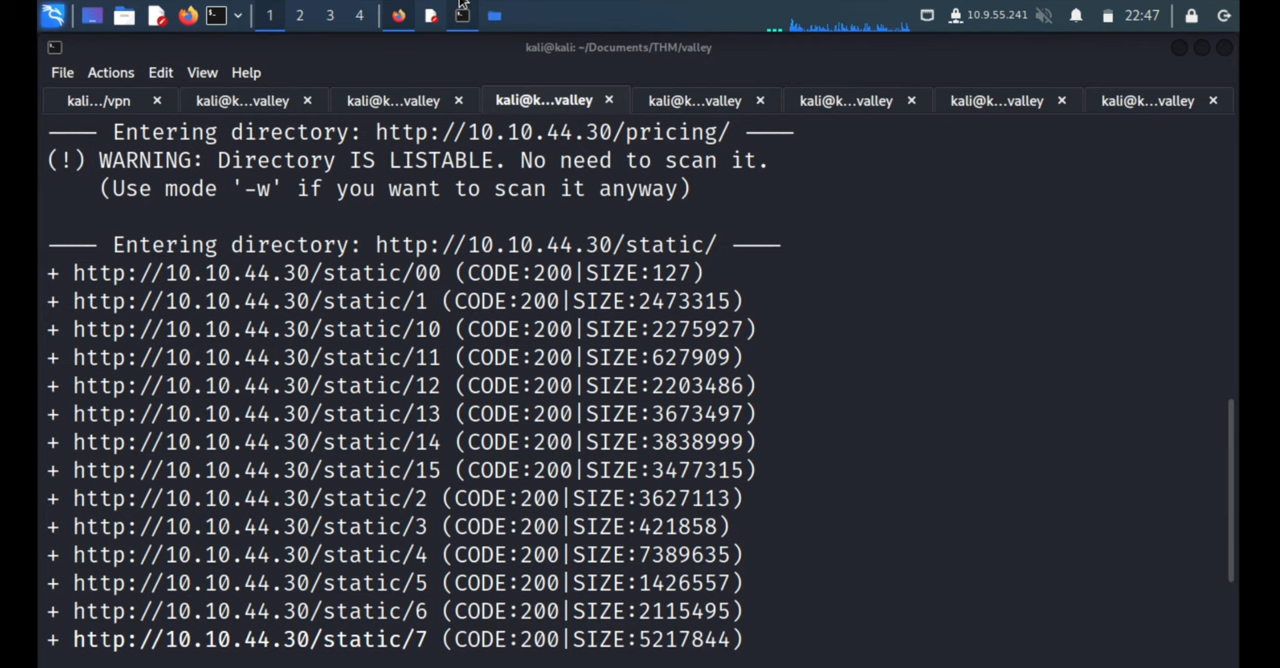 1 2 3 4 10.9.55.241 22:47
kali@kali: ~/Documents/THM/valley
File Actions Edit View Help
kali.../vpn × kali@k...valley × kali@k...valley × kali@k...valley × kali@k...valley × kali@k...valley × kali@k...valley × kali@k...valley ×
—— Entering directory: http://10.10.44.30/pricing/ ——
(!) WARNING: Directory IS LISTABLE. No need to scan it.
(Use mode '-w' if you want to scan it anyway)
—— Entering directory: http://10.10.44.30/static/ ——
+ http://10.10.44.30/static/00 (CODE:200|SIZE:127)
+ http://10.10.44.30/static/1 (CODE:200|SIZE:2473315)
+ http://10.10.44.30/static/10 (CODE:200|SIZE:2275927)
+ http://10.10.44.30/static/11 (CODE:200|SIZE:627909)
+ http://10.10.44.30/static/12 (CODE:200|SIZE:2203486)
+ http://10.10.44.30/static/13 (CODE:200|SIZE:3673497)
+ http://10.10.44.30/static/14 (CODE:200|SIZE:3838999)
+ http://10.10.44.30/static/15 (CODE:200|SIZE:3477315)
+ http://10.10.44.30/static/2 (CODE:200|SIZE:3627113)
+ http://10.10.44.30/static/3 (CODE:200|SIZE:421858)
+ http://10.10.44.30/static/4 (CODE:200|SIZE:7389635)
+ http://10.10.44.30/static/5 (CODE:200|SIZE:1426557)
+ http://10.10.44.30/static/6 (CODE:200|SIZE:2115495)
+ http://10.10.44.30/static/7 (CODE:200|SIZE:5217844)